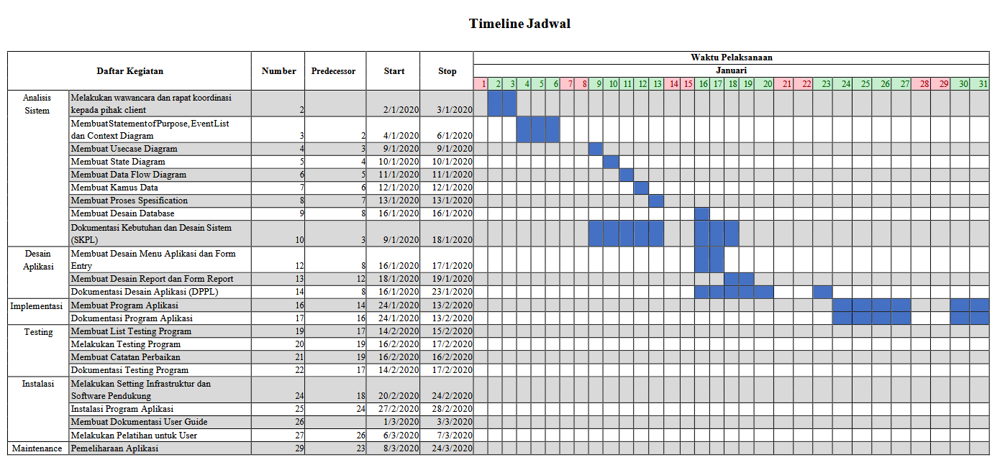 Timeline Jadwal
Daftar Kegiatan Number Predecessor Start Stop Waktu Pelaksanaan
Januari
1 2 3 4 5 6 7 8 9 10 11 12 13 14 15 16 17 18 19 20 21 22 23 24 25 26 27 28 29 30 31
Analisis Sistem
Melakukan wawancara dan rapat koordinasi
kepada pihak client 2 2/1/2020 3/1/2020
Membuat Statement of Purpose, Event List
dan Context Diagram 3 2 4/1/2020 6/1/2020
Membuat Usecase Diagram 4 3 9/1/2020 9/1/2020
Membuat State Diagram 5 4 10/1/2020 10/1/2020
Membuat Data Flow Diagram 6 5 11/1/2020 11/1/2020
Membuat Kamus Data 7 6 12/1/2020 12/1/2020
Membuat Proses Spesification 8 7 13/1/2020 13/1/2020
Membuat Desain Database 9 8 16/1/2020 16/1/2020
Dokumentasi Kebutuhan dan Desain Sistem
(SKPL) 10 3 9/1/2020 18/1/2020
Desain Aplikasi
Membuat Desain Menu Aplikasi dan Form
Entry 12 8 16/1/2020 17/1/2020
Membuat Desain Report dan Form Report 13 12 18/1/2020 19/1/2020
Dokumentasi Desain Aplikasi (DPPL) 14 8 16/1/2020 23/1/2020
Implementasi Membuat Program Aplikasi 16 14 24/1/2020 13/2/2020
Dokumentasi Program Aplikasi 17 16 24/1/2020 13/2/2020
Testing Membuat List Testing Program 19 17 14/2/2020 15/2/2020
Melakukan Testing Program 20 19 16/2/2020 17/2/2020
Membuat Catatan Perbaikan 21 19 16/2/2020 16/2/2020
Dokumentasi Testing Program 22 17 14/2/2020 17/2/2020
Instalasi Melakukan Setting Infrastruktur dan
Software Pendukung 24 18 20/2/2020 24/2/2020
Instalasi Program Aplikasi 25 24 27/2/2020 28/2/2020
Membuat Dokumentasi User Guide 26 1/3/2020 3/3/2020
Melakukan Pelatihan untuk User 27 26 6/3/2020 7/3/2020
Maintenance Pemeliharaan Aplikasi 29 23 8/3/2020 24/3/2020